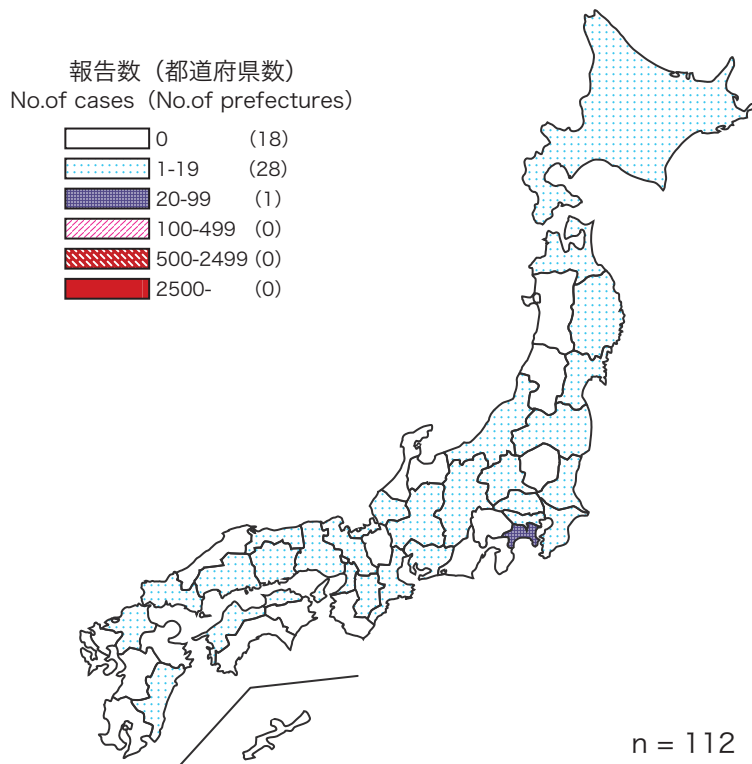 報告数（都道府県数）
No.of cases（No.of prefectures）
0 (18)
1-19 (28)
20-99 (1)
100-499 (0)
500-2499 (0)
2500- (0)
n = 112